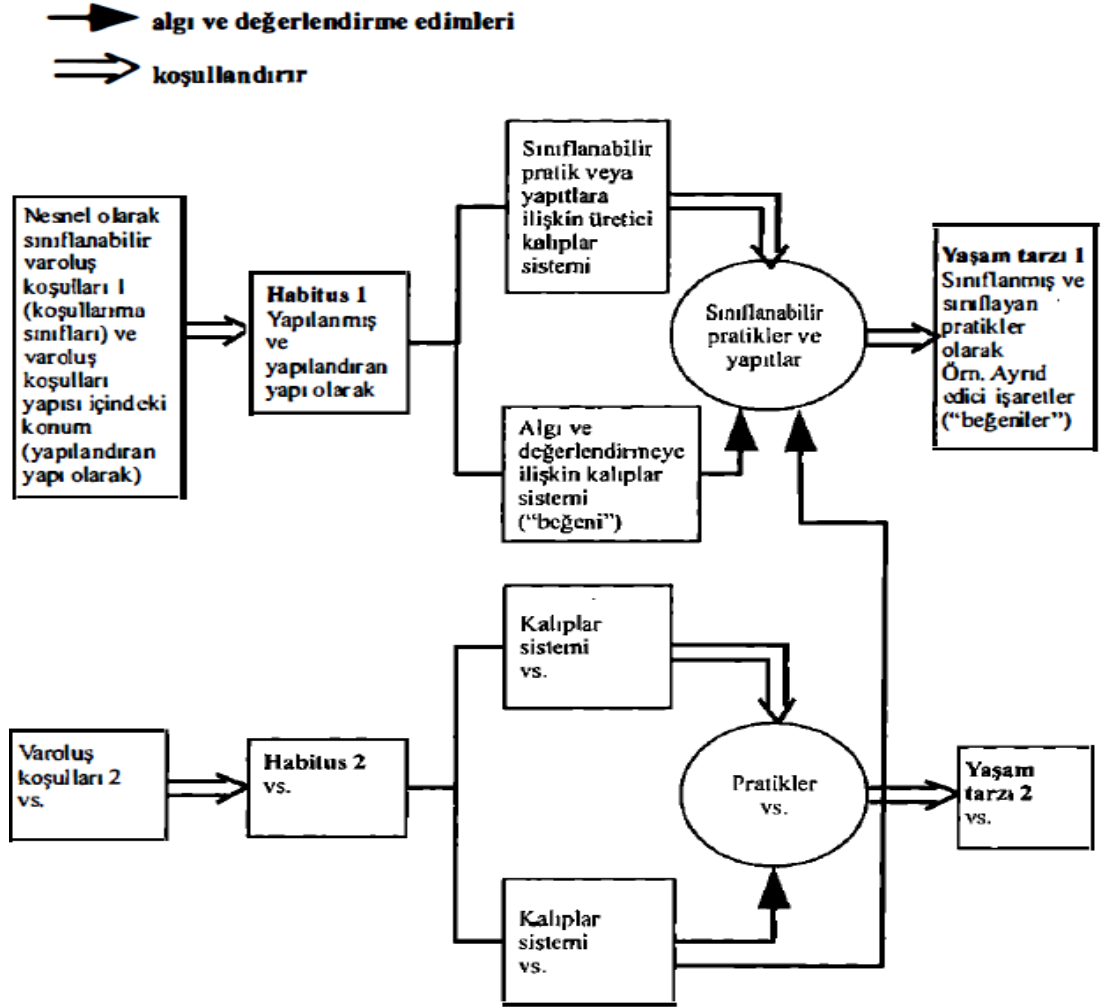 algı ve değerlendirme edimleri
koşullandırır
Nesnel olarak
sınıflanabilir
varoluş
koşulları 1
(koşullanma
sınıfları) ve
varoluş
koşulları
yapısı içindeki
konum
(yapılandıran
yapı olarak)
Habitus 1
Yapılanmış
ve
yapılandıran
yapı olarak
Sınıflanabilir
pratik veya
yapıtlara
ilişkin üretici
kalıplar
sistemi
Algı ve
değerlendirmeye
ilişkin kalıplar
sistemi
(“beğeni”)
Sınıflanabilir
pratikler ve
yapıtlar
Yaşam tarzı 1
Sınıflanmış ve
sınıflayan
pratikler
olarak
Örn. Ayrıd
edici işaretler
(“beğeniler”)
Varoluş
koşulları 2
vs.
Habitus 2
vs.
Kalıplar
sistemi
vs.
Kalıplar
sistemi
vs.
Pratikler
vs.
Yaşam
tarzı 2
vs.